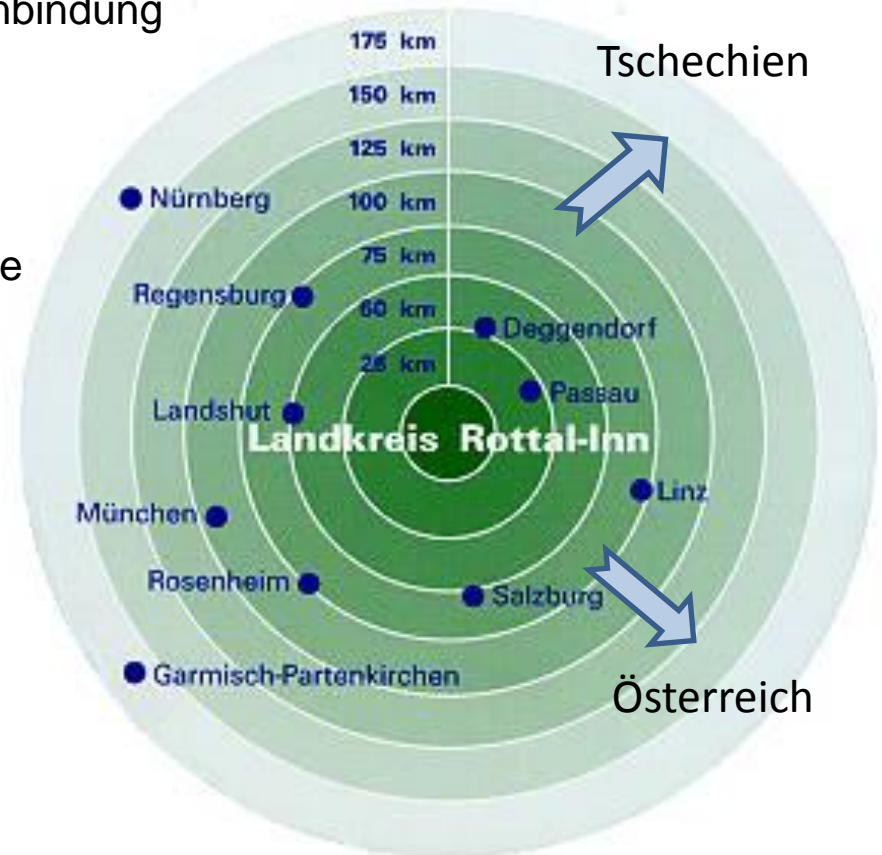 nbindung
175 km
Tschechien
150 km
125 km
Nürnberg
100 km
e
75 km
Regensburg
60 km
Deggendorf
25 km
Passau
Landshut
Landkreis Rottal-Inn
Linz
München
Rosenheim
Salzburg
Garmisch-Partenkirchen
Österreich